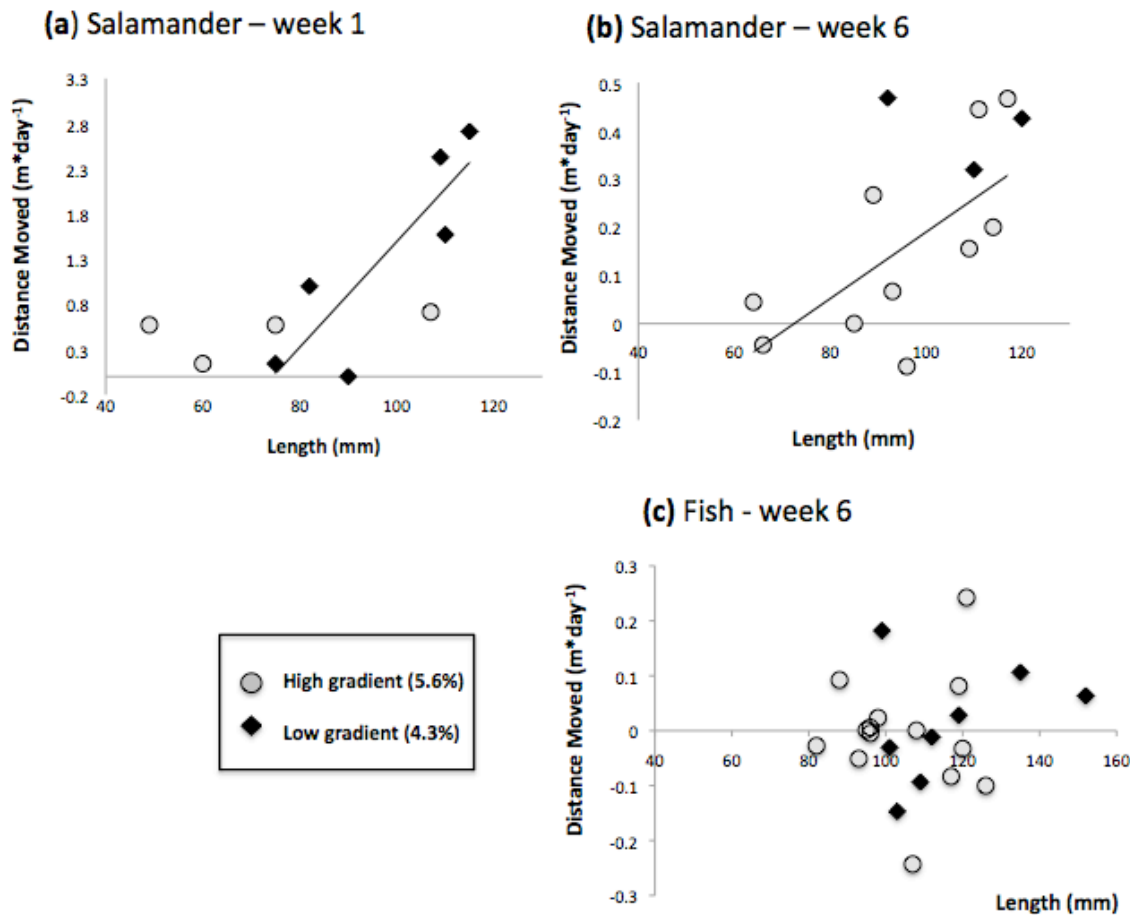 (a) Salamander – week 1
Distance Moved (m*day⁻¹)
3.3
2.8
2.3
1.8
1.3
0.8
0.3
-0.2
40 60 80 100 120
Length (mm)
(b) Salamander – week 6
Distance Moved (m*day⁻¹)
0.5
0.4
0.3
0.2
0.1
0
-0.1
-0.2
40 60 80 100 120
Length (mm)
(c) Fish - week 6
Distance Moved (m*day⁻¹)
0.3
0.2
0.1
0
-0.1
-0.2
-0.3
40 60 80 100 120 140 160
Length (mm)
High gradient (5.6%)
Low gradient (4.3%)